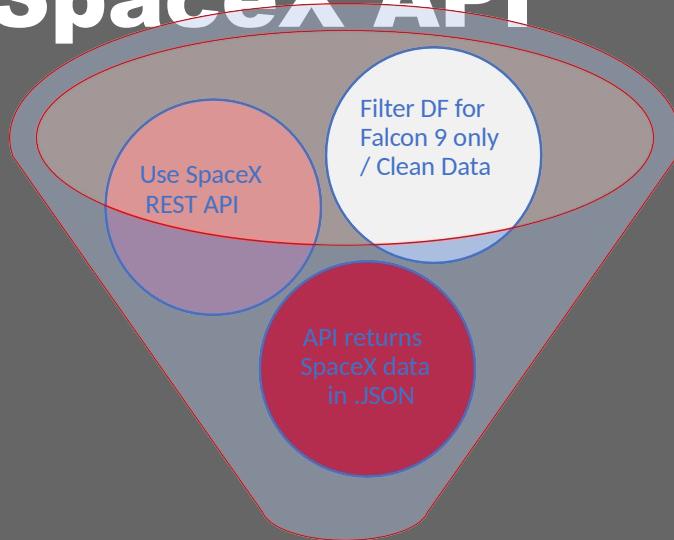 SpaceX API
Filter DF for
Falcon 9 only
/ Clean Data
Use SpaceX
REST API
API returns
SpaceX data
in .JSON